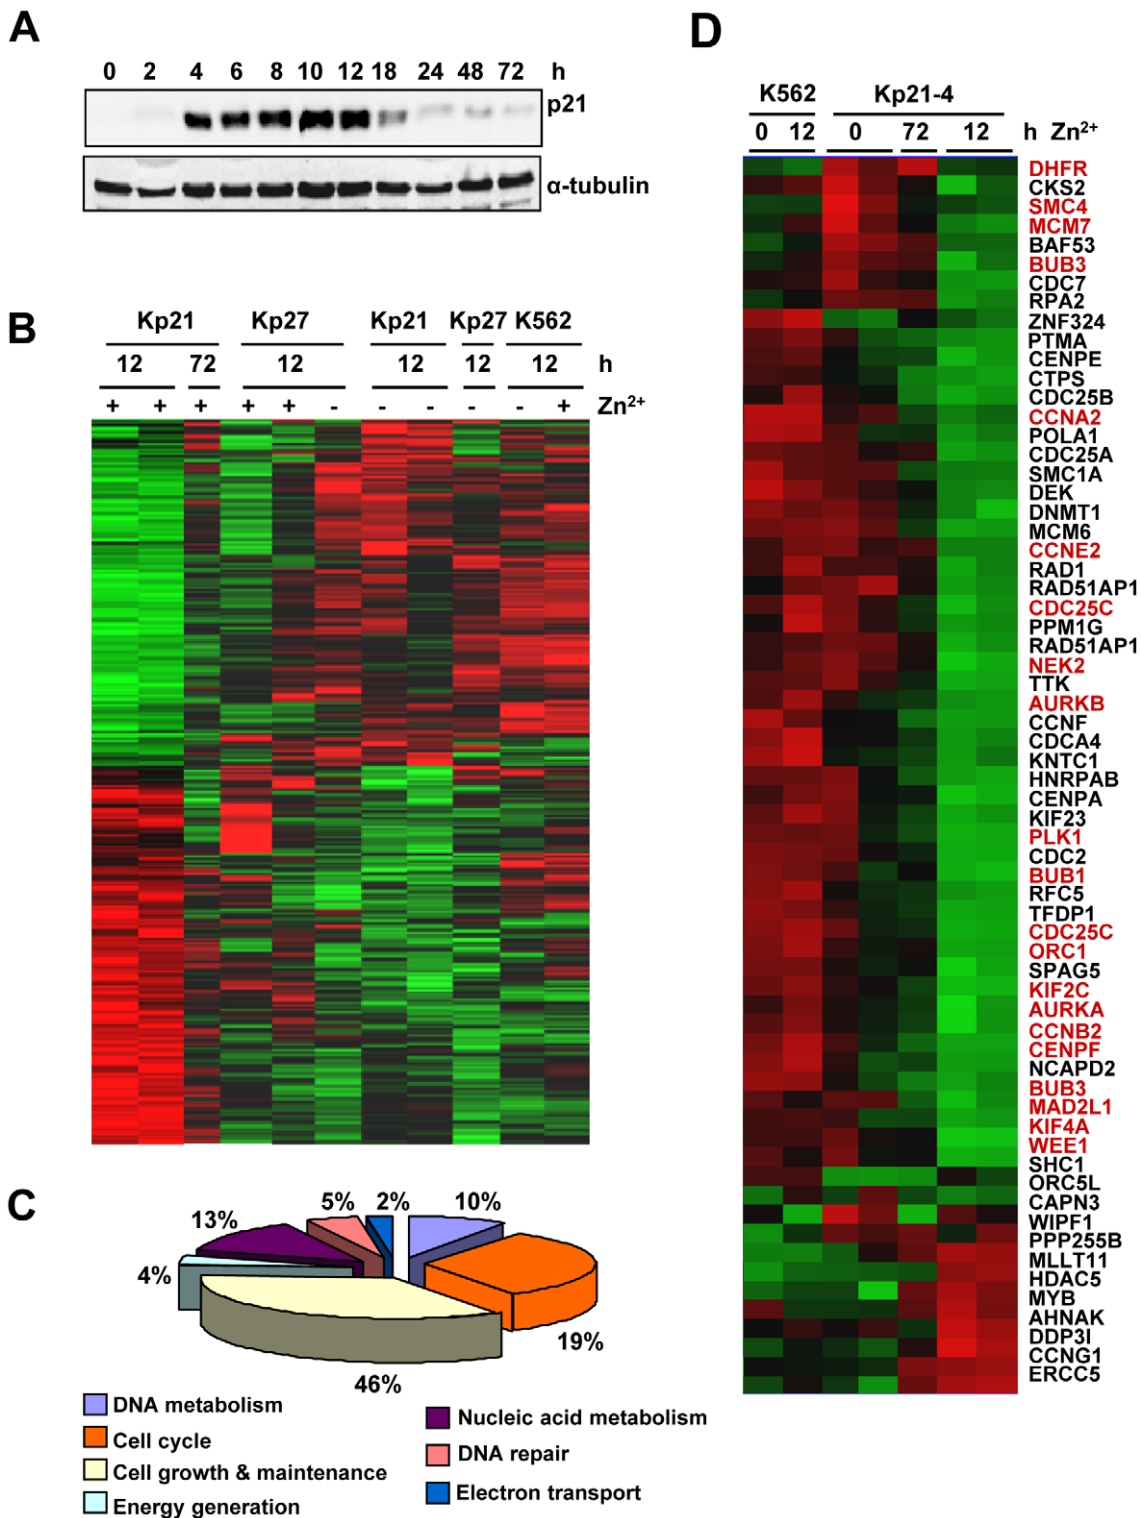 A
0 2 4 6 8 10 12 18 24 48 72 h
p21
α-tubulin
B
Kp21 Kp27 Kp21 Kp27 K562
12 72 12 12 12 12 h
+ + + + + - - - - - + Zn²⁺
C
5% 2% 10%
13%
4%
19%
46%
DNA metabolism
Cell cycle
Cell growth & maintenance
Energy generation
Nucleic acid metabolism
DNA repair
Electron transport
D
K562 Kp21-4
0 12 0 72 12 h Zn²⁺
DHFR
CKS2
SMC4
MCM7
BAF53
BUB3
CDC7
RPA2
ZNF324
PTMA
CENPE
CTPS
CDC25B
CCNA2
POLA1
CDC25A
SMC1A
DEK
DNMT1
MCM6
CCNE2
RAD1
RAD51AP1
CDC25C
PPM1G
RAD51AP1
NEK2
TTK
AURKB
CCNF
CDCA4
KNTC1
HNRPAB
CENPA
KIF23
PLK1
CDC2
BUB1
RFC5
TFDP1
CDC25C
ORC1
SPAG5
KIF2C
AURKA
CCNB2
CENPF
NCAPD2
BUB3
MAD2L1
KIF4A
WEE1
SHC1
ORC5L
CAPN3
WIPF1
PPP255B
MLLT11
HDAC5
MYB
AHNAK
DDP3I
CCNG1
ERCC5